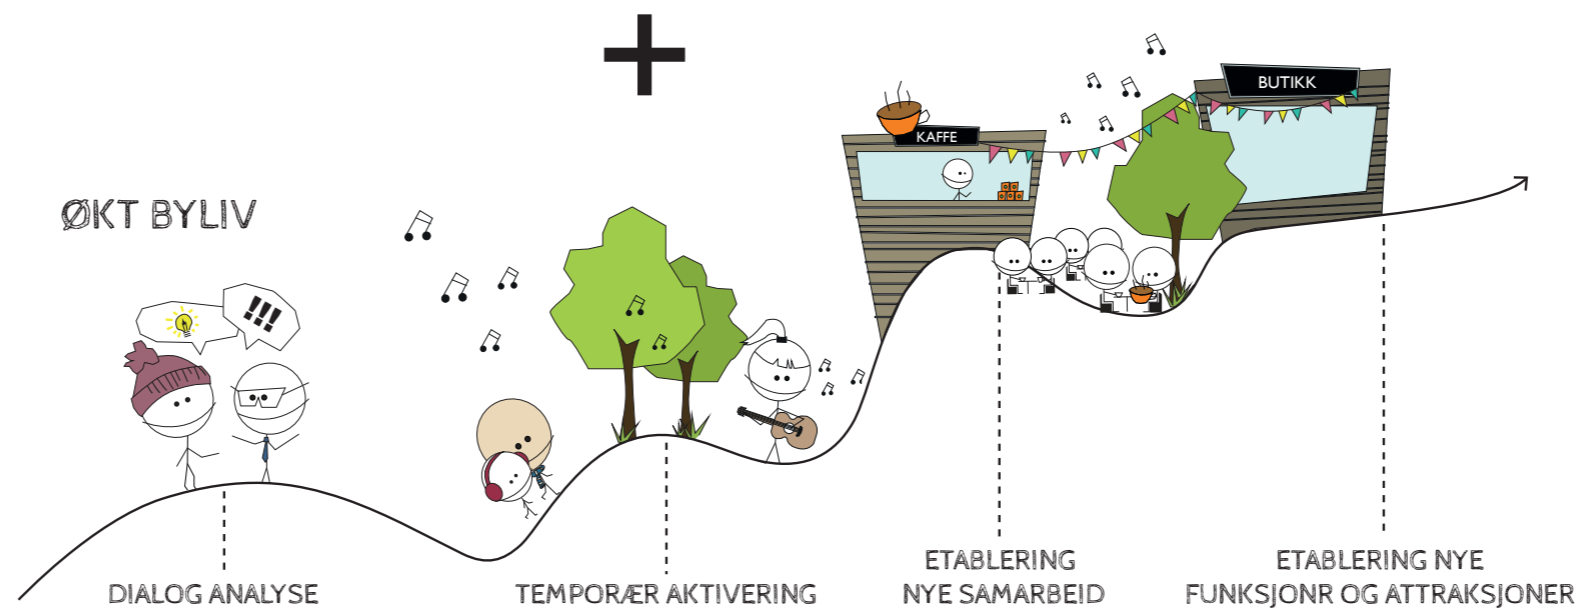 ØKT BYLIV
!!!
KAFFE
BUTIKK
DIALOG ANALYSE
TEMPORÆR AKTIVERING
ETABLERING
NYE SAMARBEID
ETABLERING NYE
FUNKSJONR OG ATTRAKSJONER